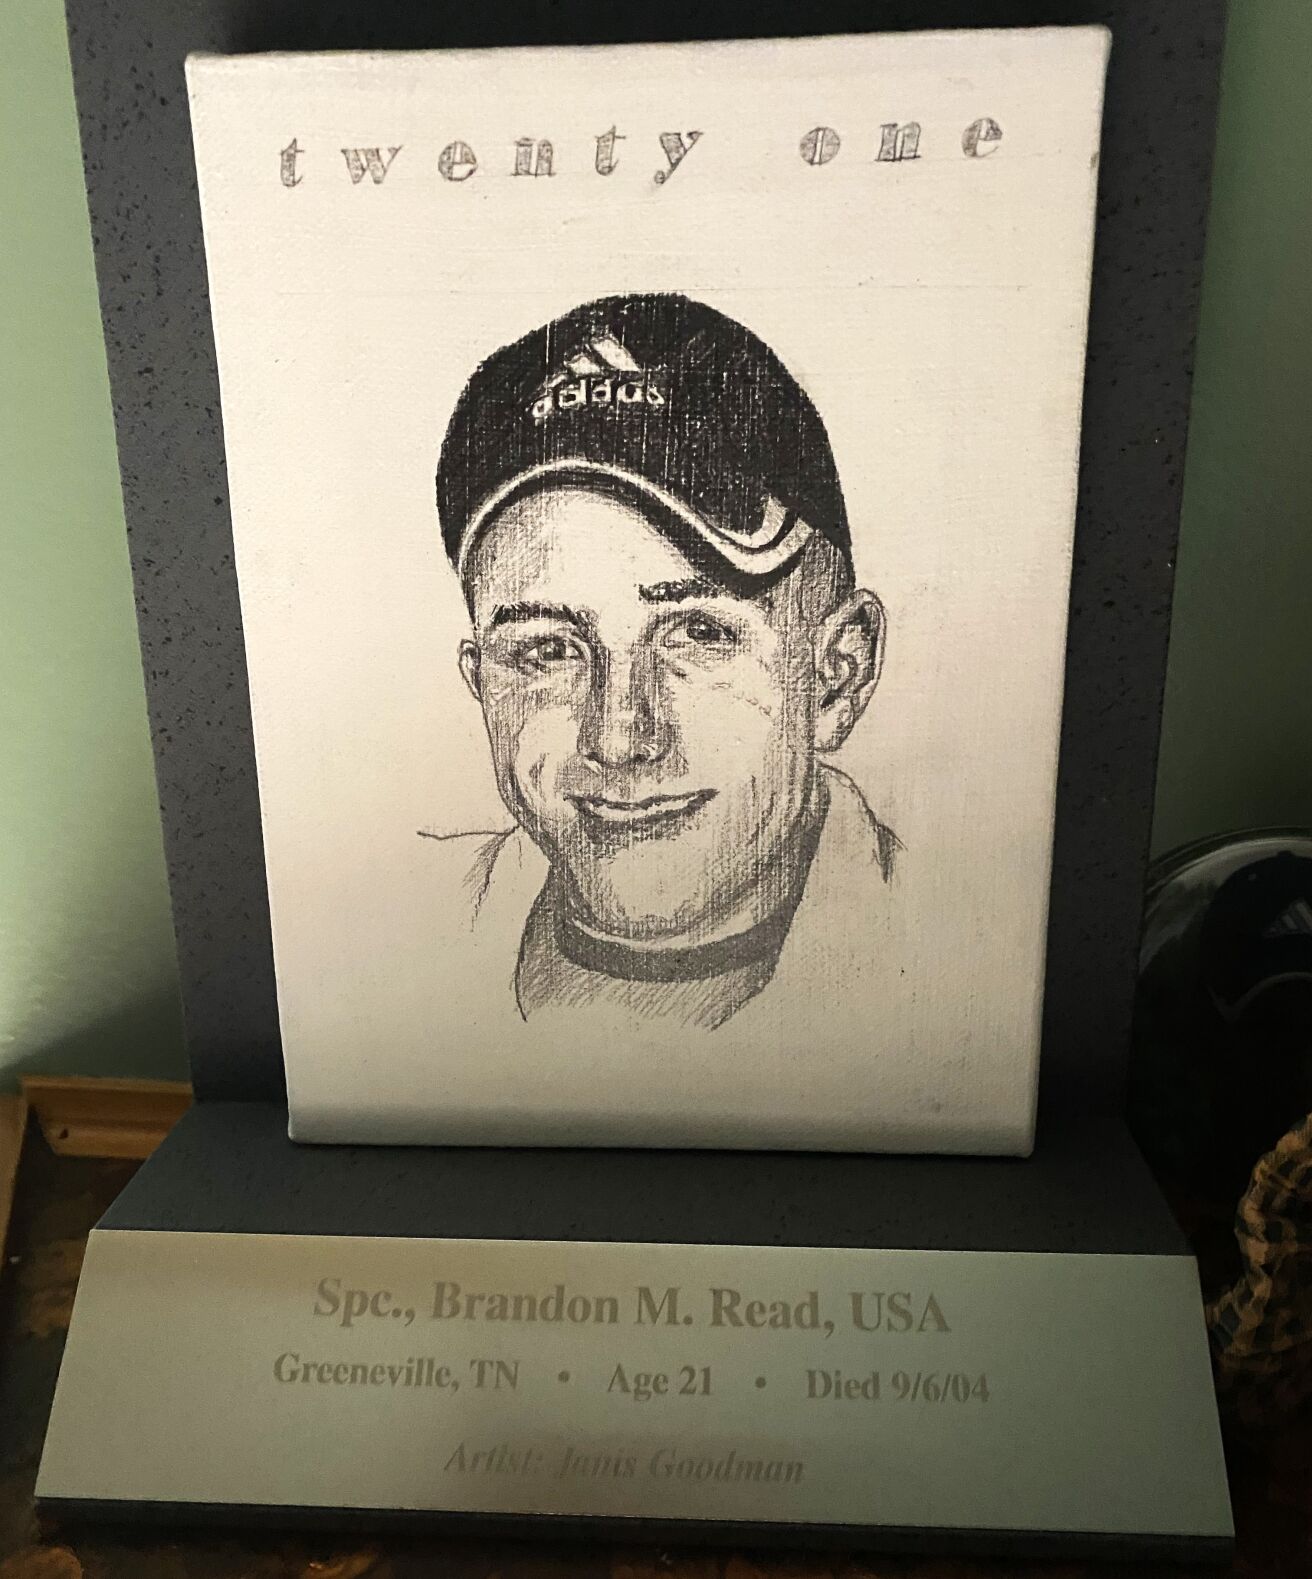 twenty one
adidas
Spc., Brandon M. Read, USA
Greeneville, TN • Age 21 • Died 9/6/04
Artist: Janis Goodman